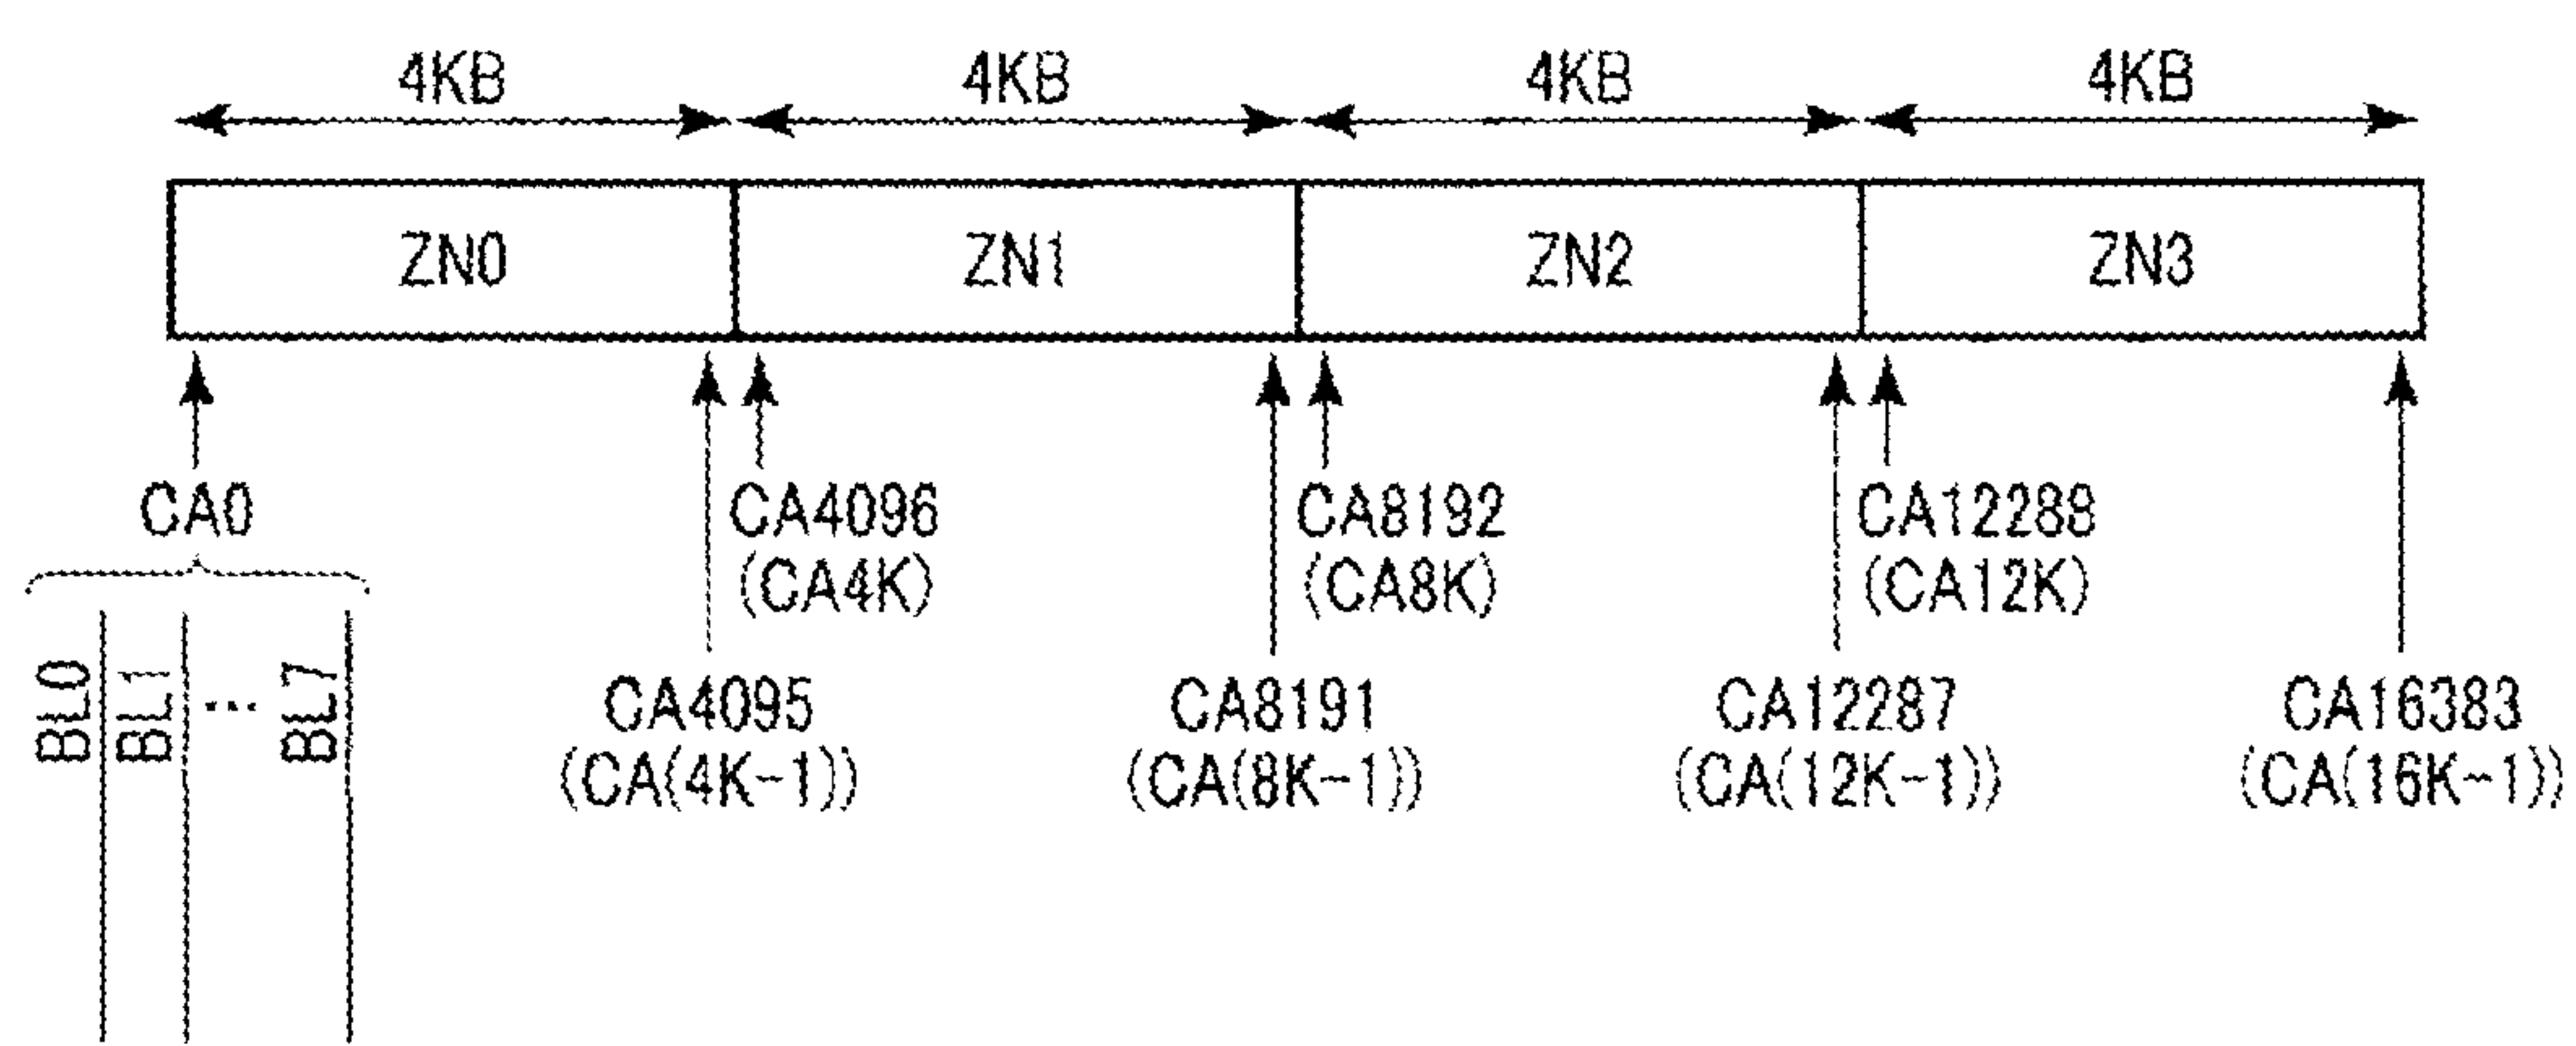 4KB 4KB 4KB 4KB
ZN0 ZN1 ZN2 ZN3
CA0 CA4096 CA8192 CA12288
(CA4K) (CA8K) (CA12K)
BL0 BL1 ... BL7
CA4095 CA8191 CA12287 CA16383
(CA(4K-1)) (CA(8K-1)) (CA(12K-1)) (CA(16K-1))